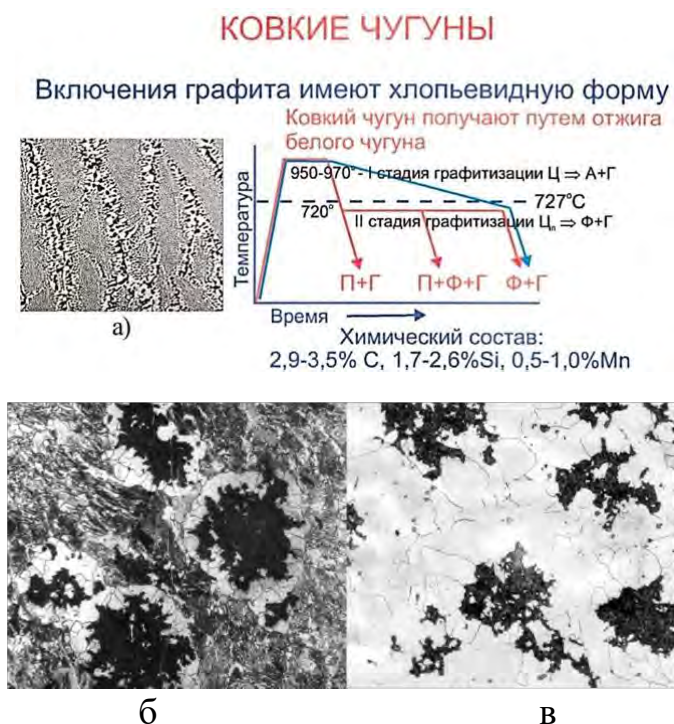 КОВКИЕ ЧУГУНЫ
Включения графита имеют хлопьевидную форму
Ковкий чугун получают путем отжига
белого чугуна
950-970° - I стадия графитизации Ц ⇒ А+Г
727°С
720°
II стадия графитизации Цп ⇒ Ф+Г
Температура
П+Г
П+Ф+Г
Ф+Г
а)
Время
Химический состав:
2,9-3,5% С, 1,7-2,6%Si, 0,5-1,0%Mn
б
в